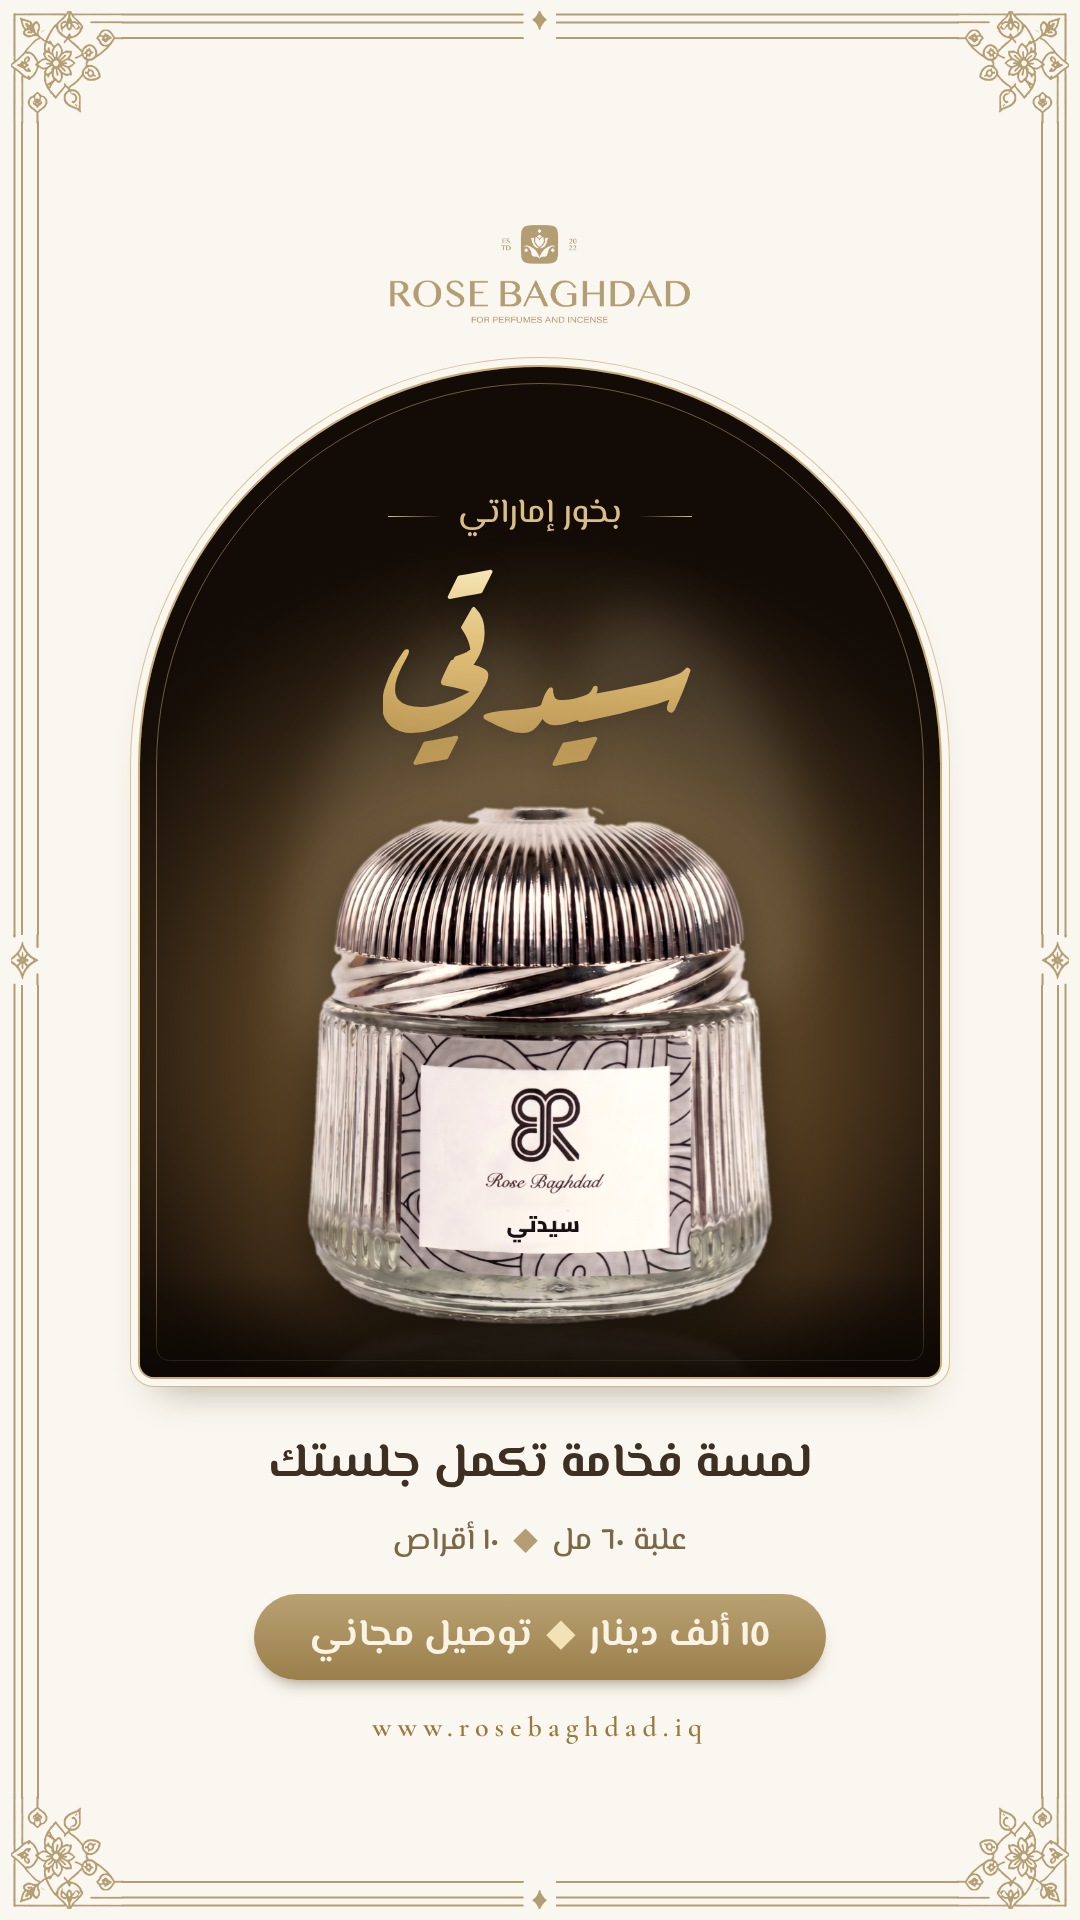 ES TD 20 22
ROSE BAGHDAD
FOR PERFUMES AND INCENSE
بخور إماراتي
سيدتي
BR
Rose Baghdad
سيدتي
لمسة فخامة تكمل جلستك
علبة ٦٠ مل ◆ ١٠ أقراص
١٥ ألف دينار ◆ توصيل مجاني
www.rosebaghdad.iq